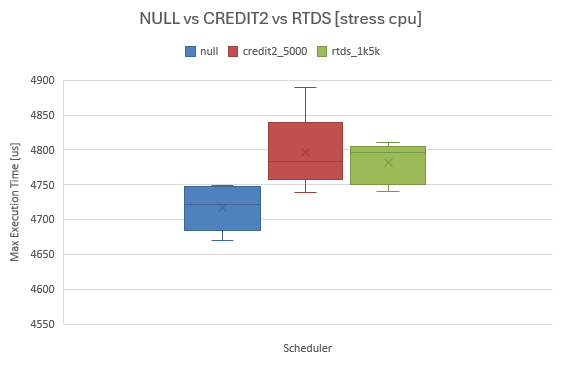 NULL vs CREDIT2 vs RTDS [stress cpu]
null credit2_5000 rtds_1k5k
4900
4850
4800
4750
4700
4650
4600
4550
Max Execution Time [us]
Scheduler